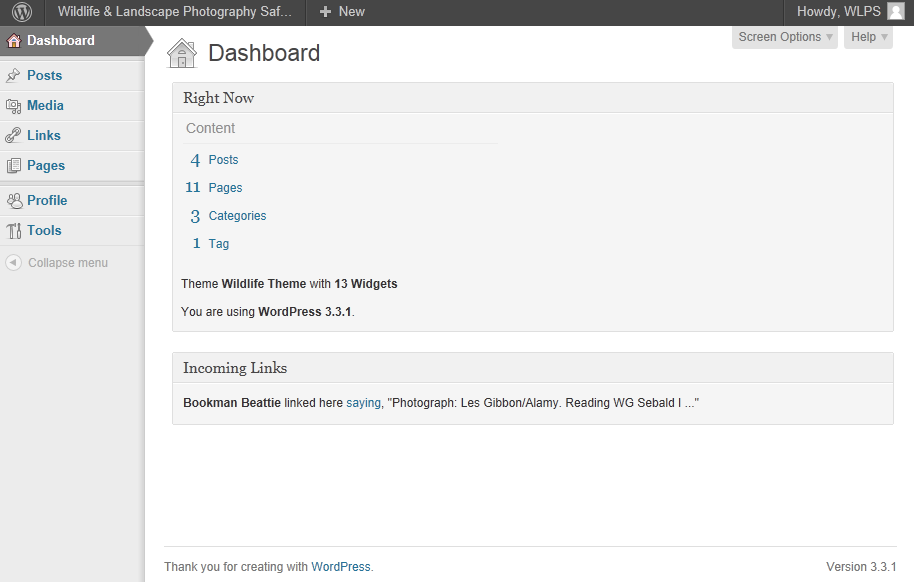 Wildlife & Landscape Photography Saf...
New
Howdy, WLPS
Dashboard
Posts
Media
Links
Pages
Profile
Tools
Collapse menu
Screen Options
Help
Dashboard
Right Now
Content
4 Posts
11 Pages
3 Categories
1 Tag
Theme Wildlife Theme with 13 Widgets
You are using WordPress 3.3.1.
Incoming Links
Bookman Beattie linked here saying, "Photograph: Les Gibbon/Alamy. Reading WG Sebald I ..."
Thank you for creating with WordPress.
Version 3.3.1